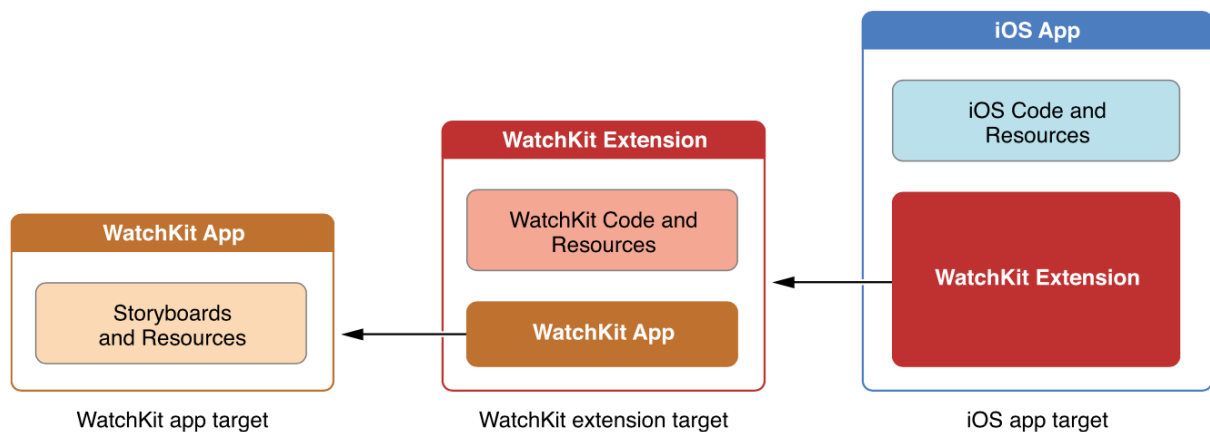 WatchKit App
Storyboards
and Resources
WatchKit app target
WatchKit Extension
WatchKit Code and
Resources
WatchKit App
WatchKit extension target
iOS App
iOS Code and
Resources
WatchKit Extension
iOS app target